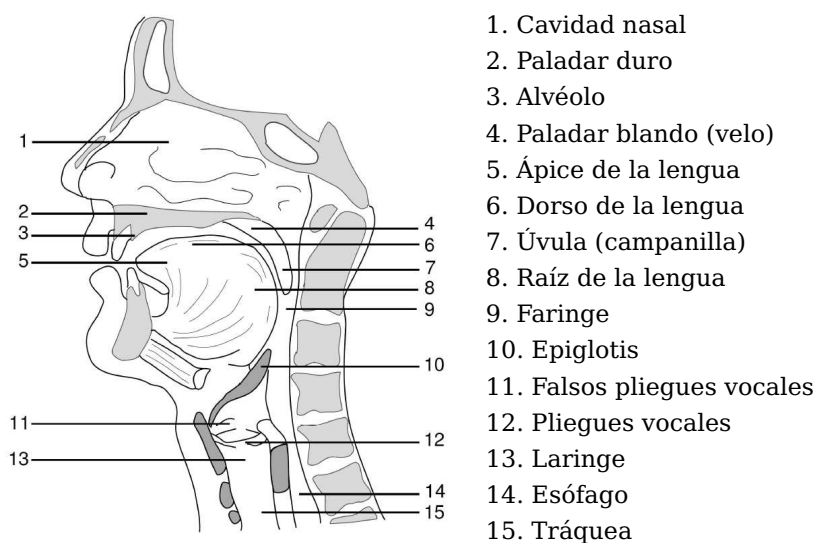 1. Cavidad nasal
2. Paladar duro
3. Alvéolo
4. Paladar blando (velo)
5. Ápice de la lengua
6. Dorso de la lengua
7. Úvula (campanilla)
8. Raíz de la lengua
9. Faringe
10. Epiglotis
11. Falsos pliegues vocales
12. Pliegues vocales
13. Laringe
14. Esófago
15. Tráquea
1
2
3
4
6
5
7
8
9
10
11
12
13
14
15